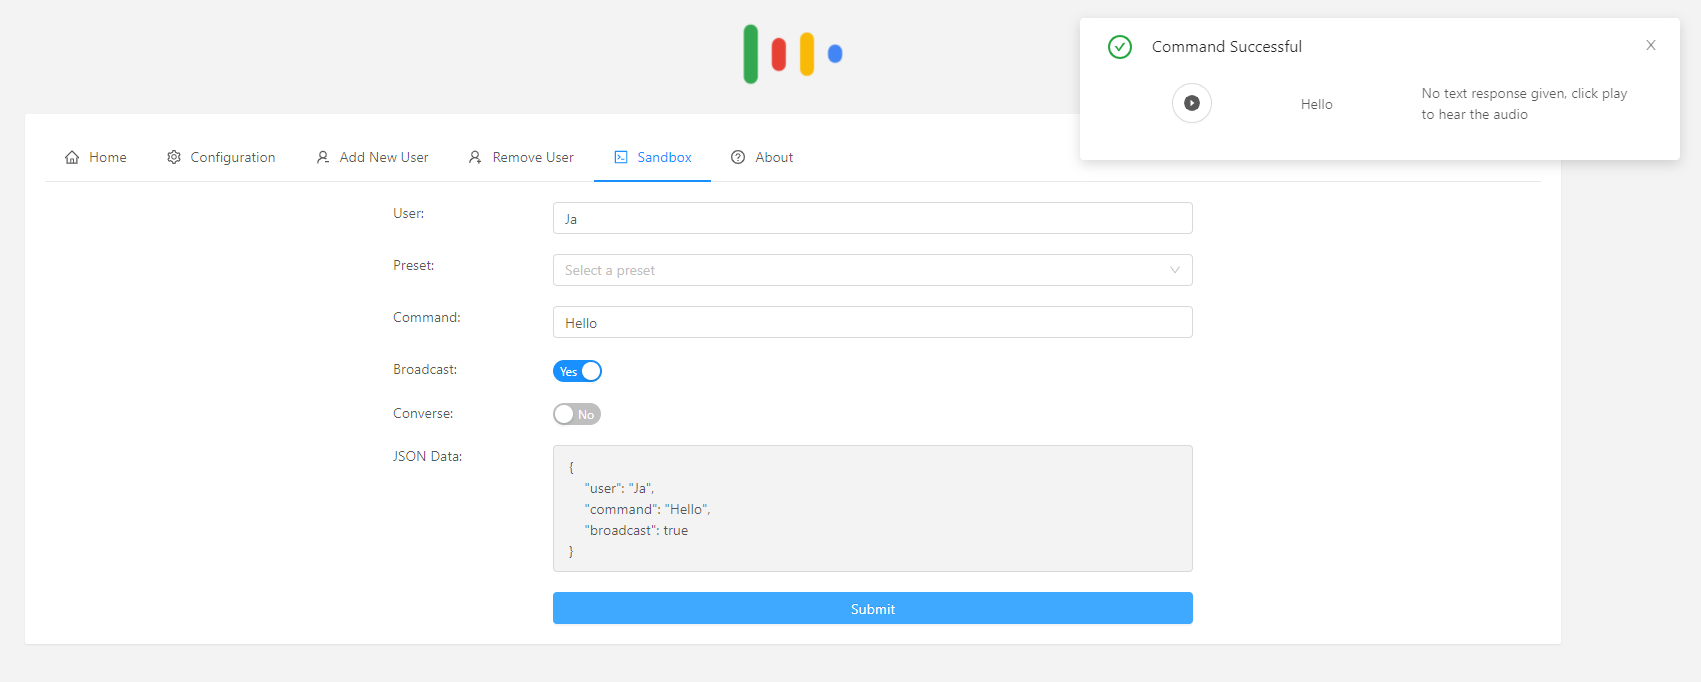 Command Successful
Hello
No text response given, click play
to hear the audio
Home
Configuration
Add New User
Remove User
Sandbox
About
User:
Ja
Preset:
Select a preset
Command:
Hello
Broadcast:
Yes
Converse:
No
JSON Data:
{
"user": "Ja",
"command": "Hello",
"broadcast": true
}
Submit